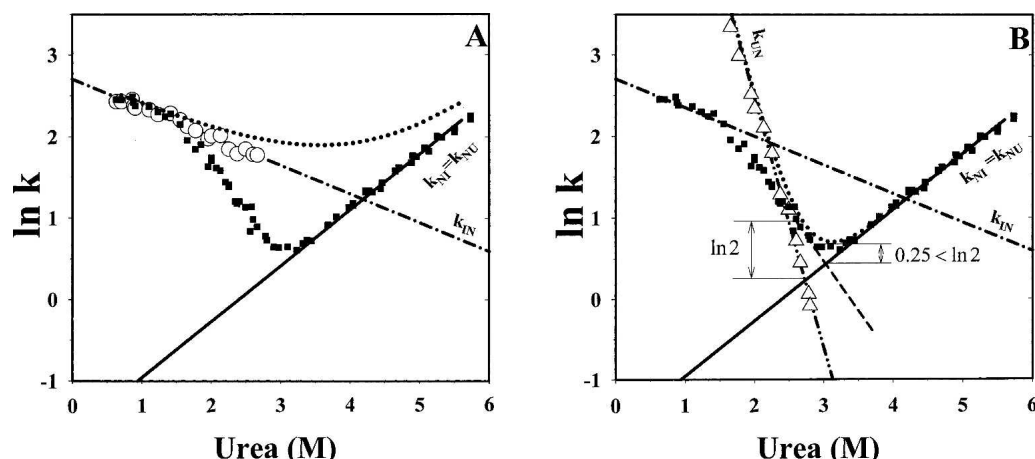 A
3
2
1
0
-1
ln k
k_NI=k_NU
k_IN
0 1 2 3 4 5 6
Urea (M)
B
k_UN
3
2
1
0
-1
ln k
k_NI=k_NU
k_IN
ln 2
0.25 < ln 2
0 1 2 3 4 5 6
Urea (M)